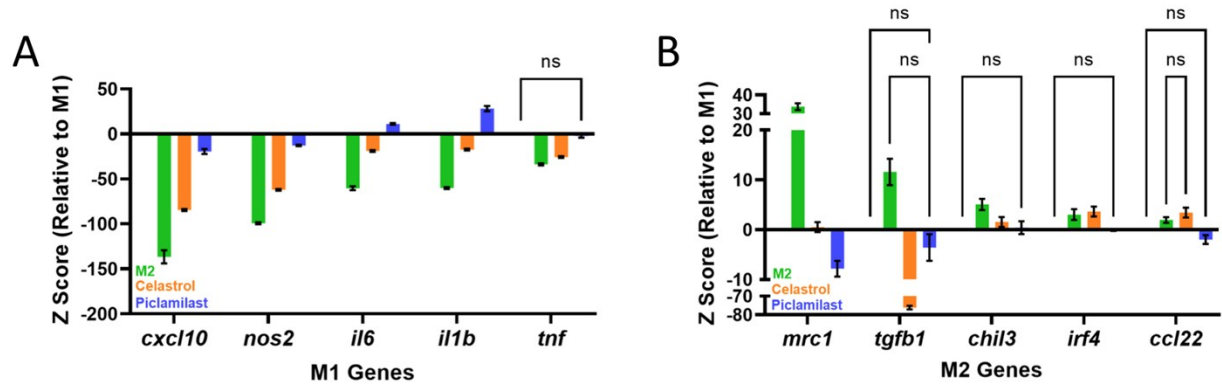 A
B
ns
Z Score (Relative to M1)
50
0
-50
-100
-150
-200
M2
Celastrol
Piclamilast
cxcl10 nos2 il6 il1b tnf
M1 Genes
ns
ns
ns
ns
ns
ns
Z Score (Relative to M1)
40
30
20
10
0
-10
-70
-80
M2
Celastrol
Piclamilast
mrc1 tgfb1 chil3 irf4 ccl22
M2 Genes